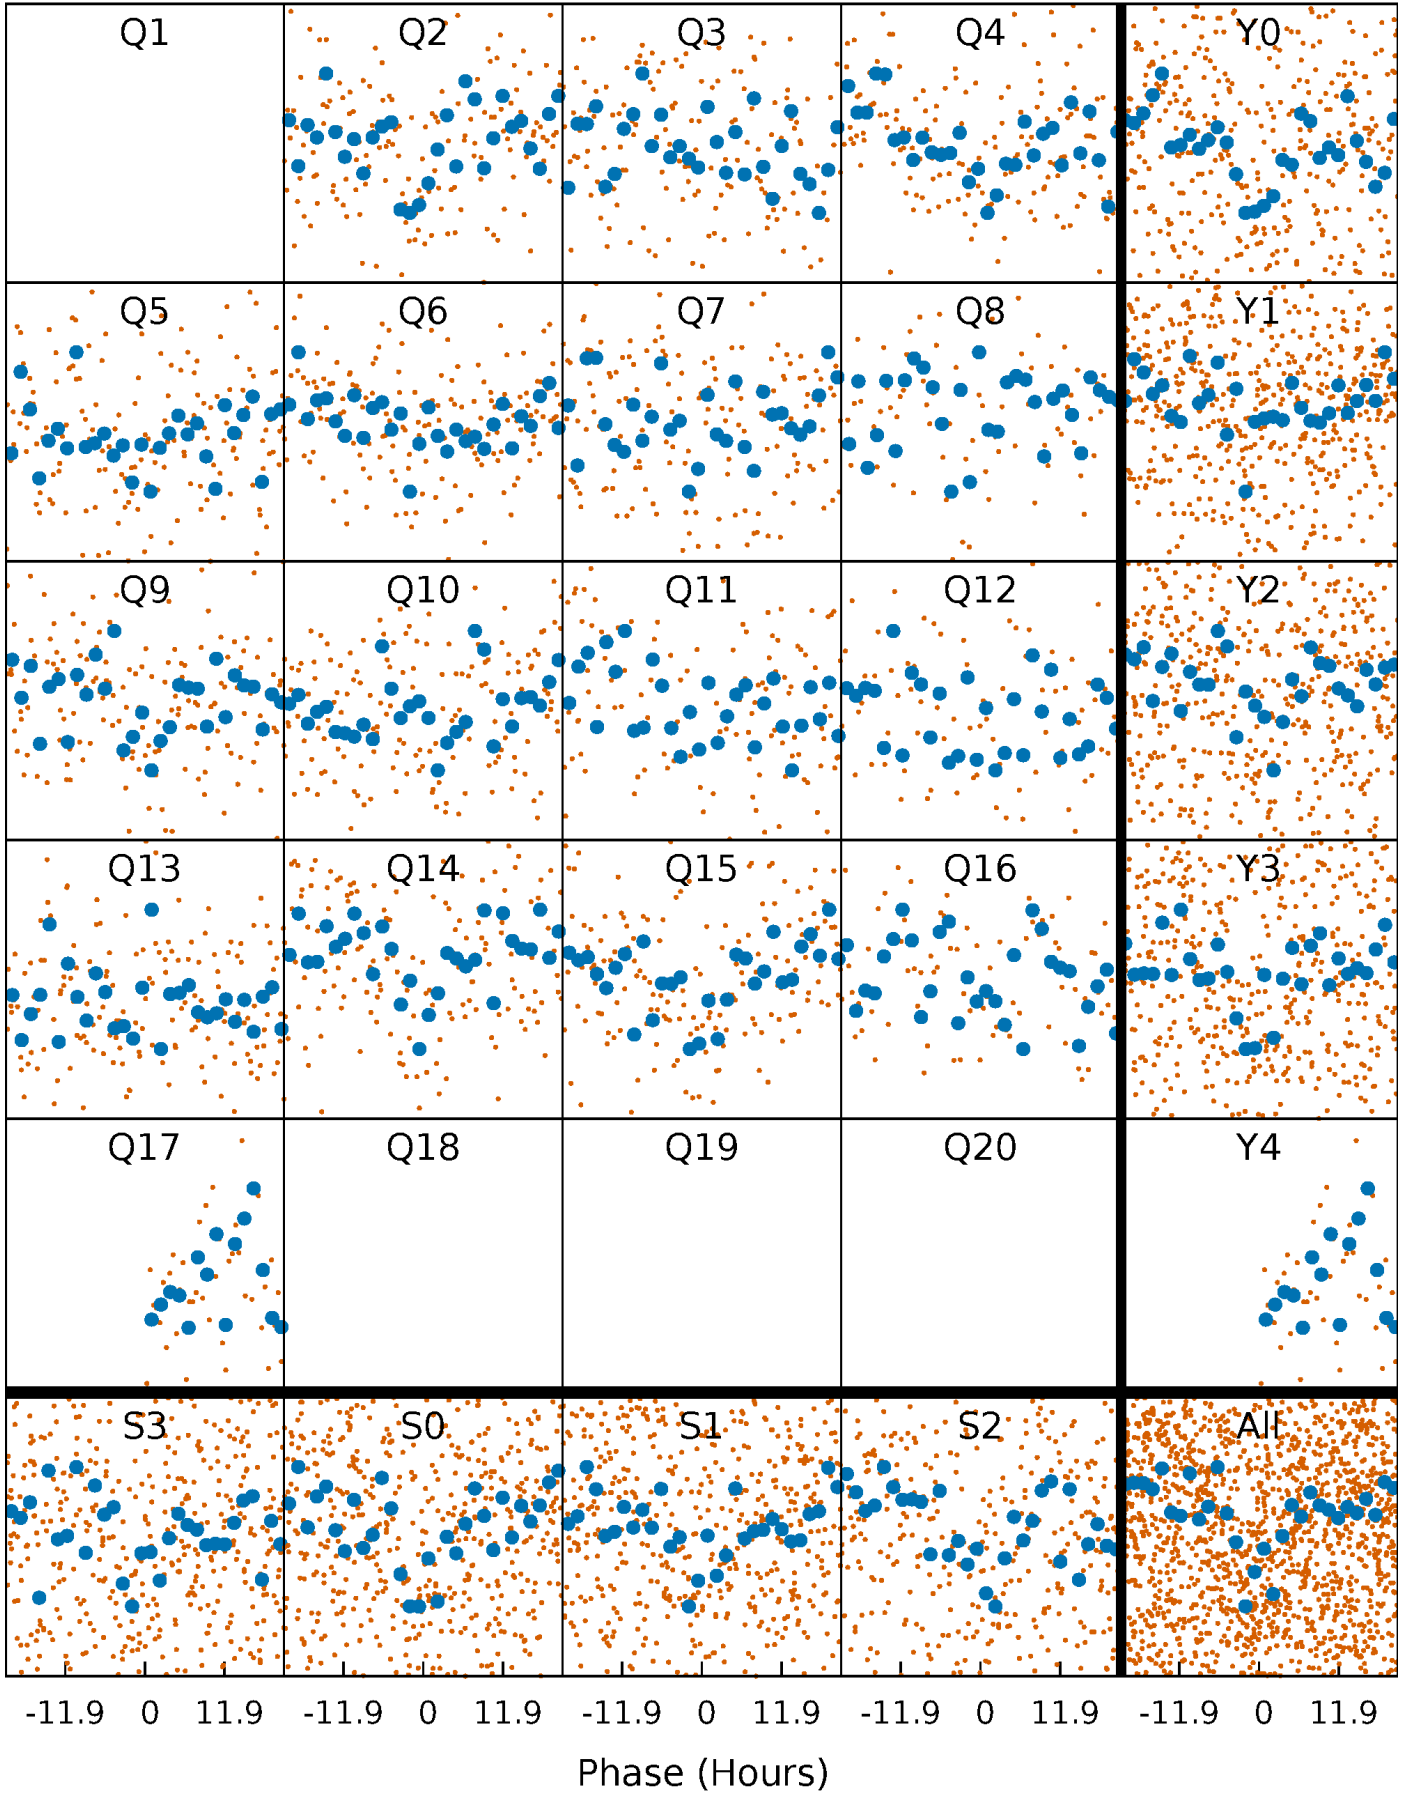 Q1 Q2 Q3 Q4 Y0
Q5 Q6 Q7 Q8 Y1
Q9 Q10 Q11 Q12 Y2
Q13 Q14 Q15 Q16 Y3
Q17 Q18 Q19 Q20 Y4
S3 S0 S1 S2 All
-11.9 0 11.9 -11.9 0 11.9 -11.9 0 11.9 -11.9 0 11.9 -11.9 0 11.9
Phase (Hours)